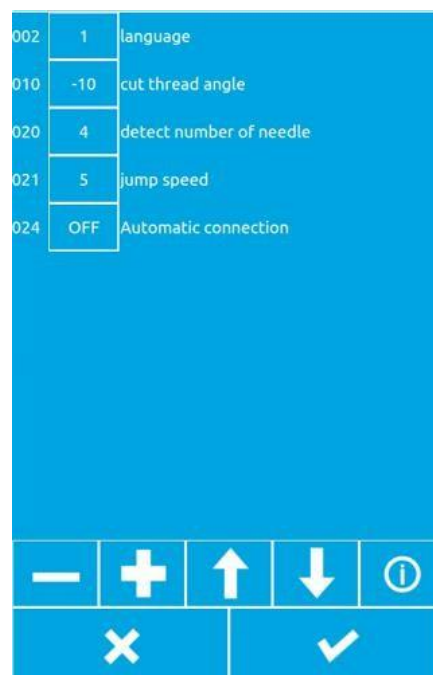 002 1 language
010 -10 cut thread angle
020 4 detect number of needle
021 5 jump speed
024 OFF Automatic connection